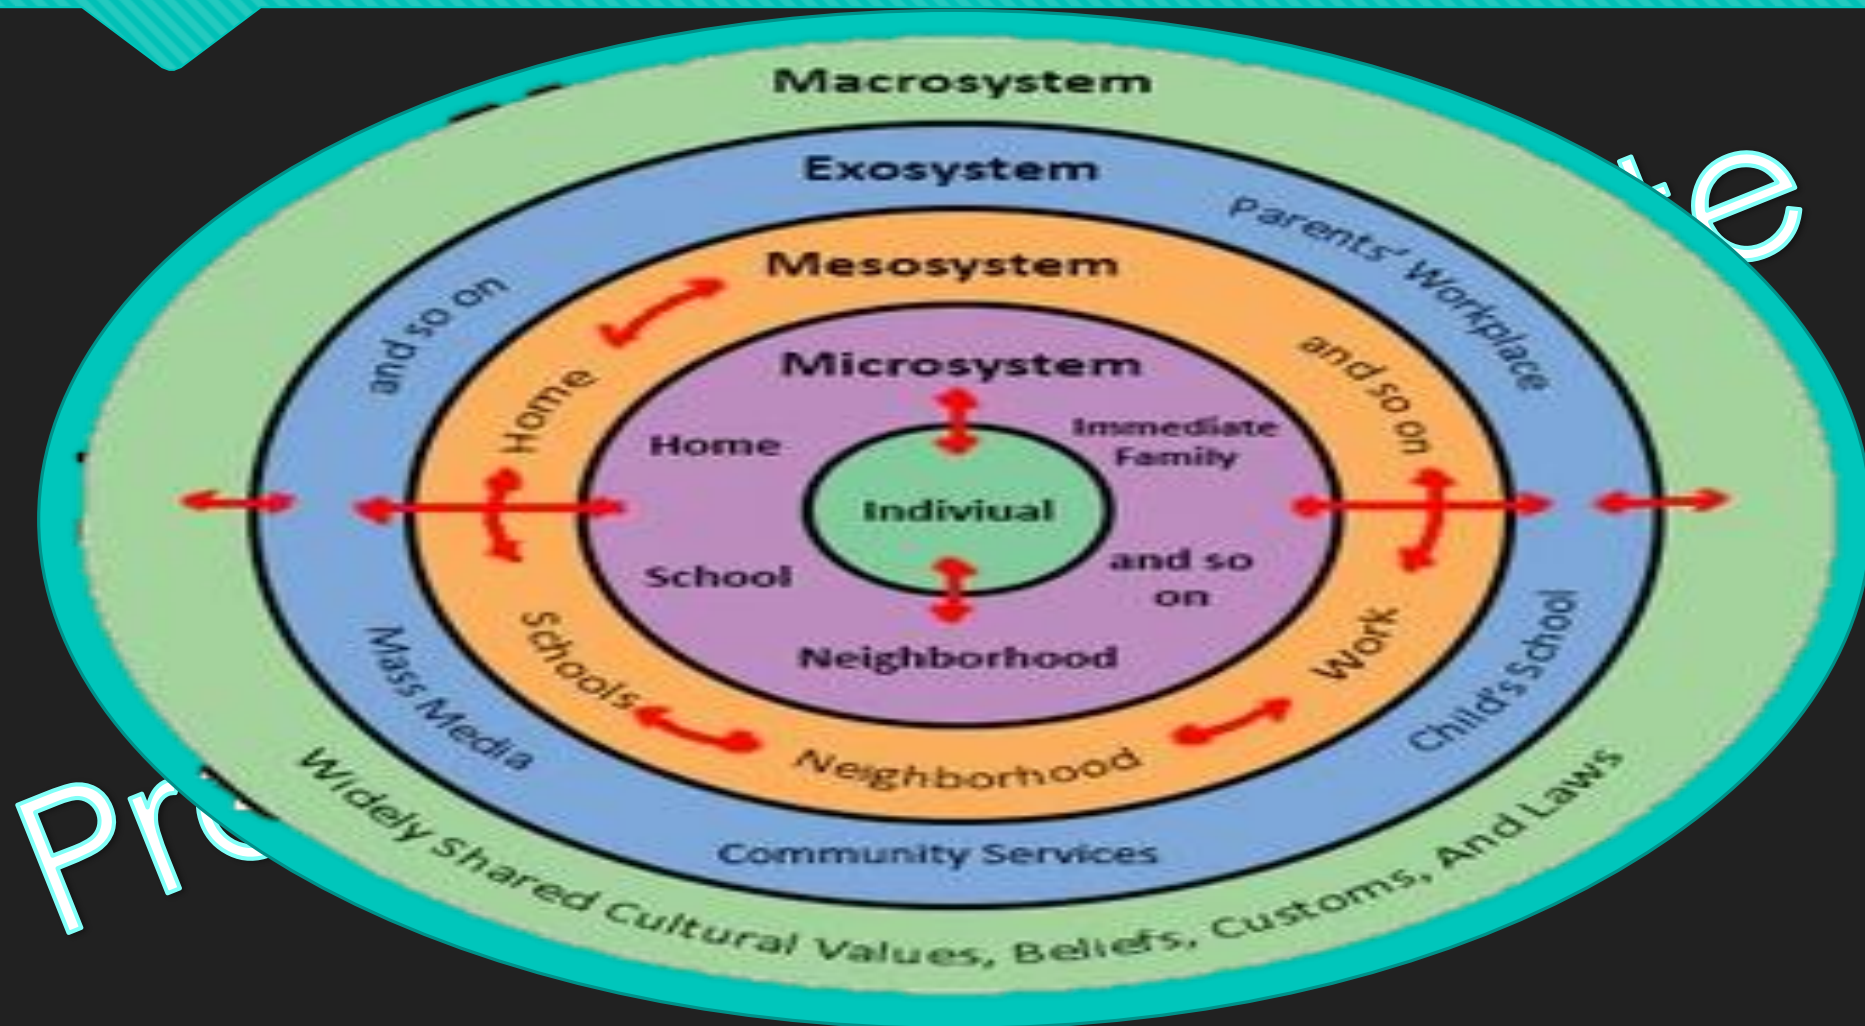 Macrosystem
Exosystem
Parents' Workplace
and so on
Mesosystem
and so on
Home
Microsystem
Home
Immediate
Family
Indiviual
School
and so
on
Neighborhood
Schools
Work
Neighborhood
Mass Media
Child's School
Community Services
Widely Shared Cultural Values, Beliefs, Customs, And Laws